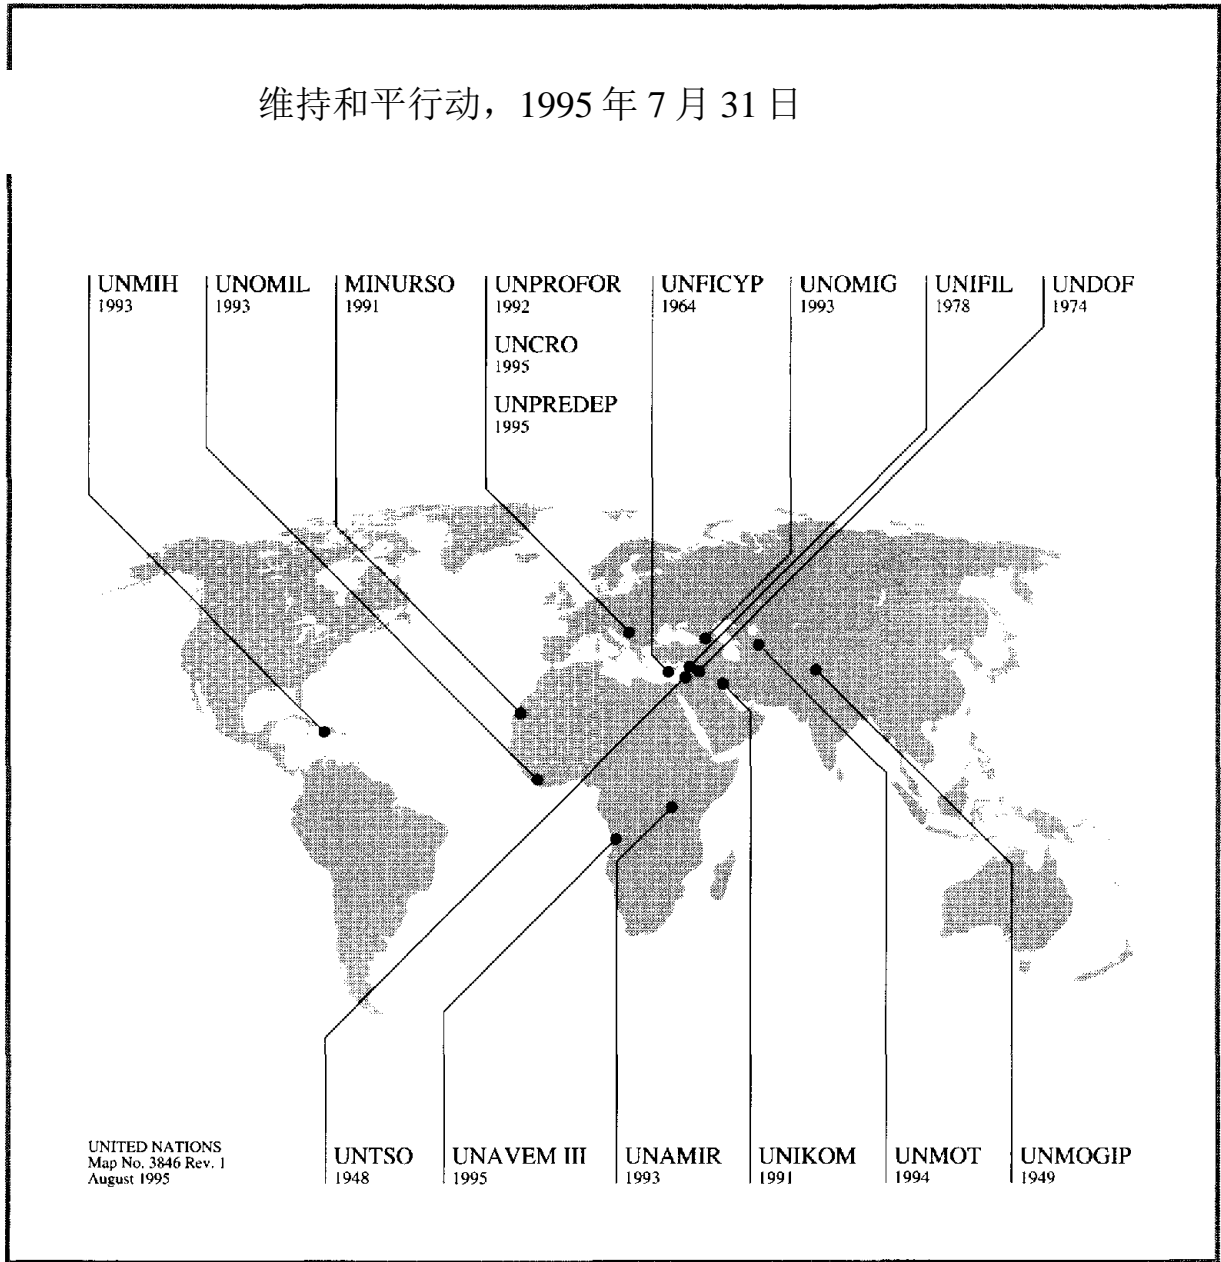 维持和平行动，1995 年 7 月 31 日
UNMIH
1993
UNOMIL
1993
MINURSO
1991
UNPROFOR
1992
UNCRO
1995
UNPREDEP
1995
UNFICYP
1964
UNOMIG
1993
UNIFIL
1978
UNDOF
1974
UNITED NATIONS
Map No. 3846 Rev. 1
August 1995
UNTSO
1948
UNAVEM III
1995
UNAMIR
1993
UNIKOM
1991
UNMOT
1994
UNMOGIP
1949